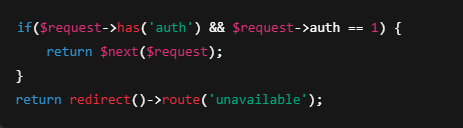 if($request->has('auth') && $request->auth == 1) {
    return $next($request);
}
return redirect()->route('unavailable');